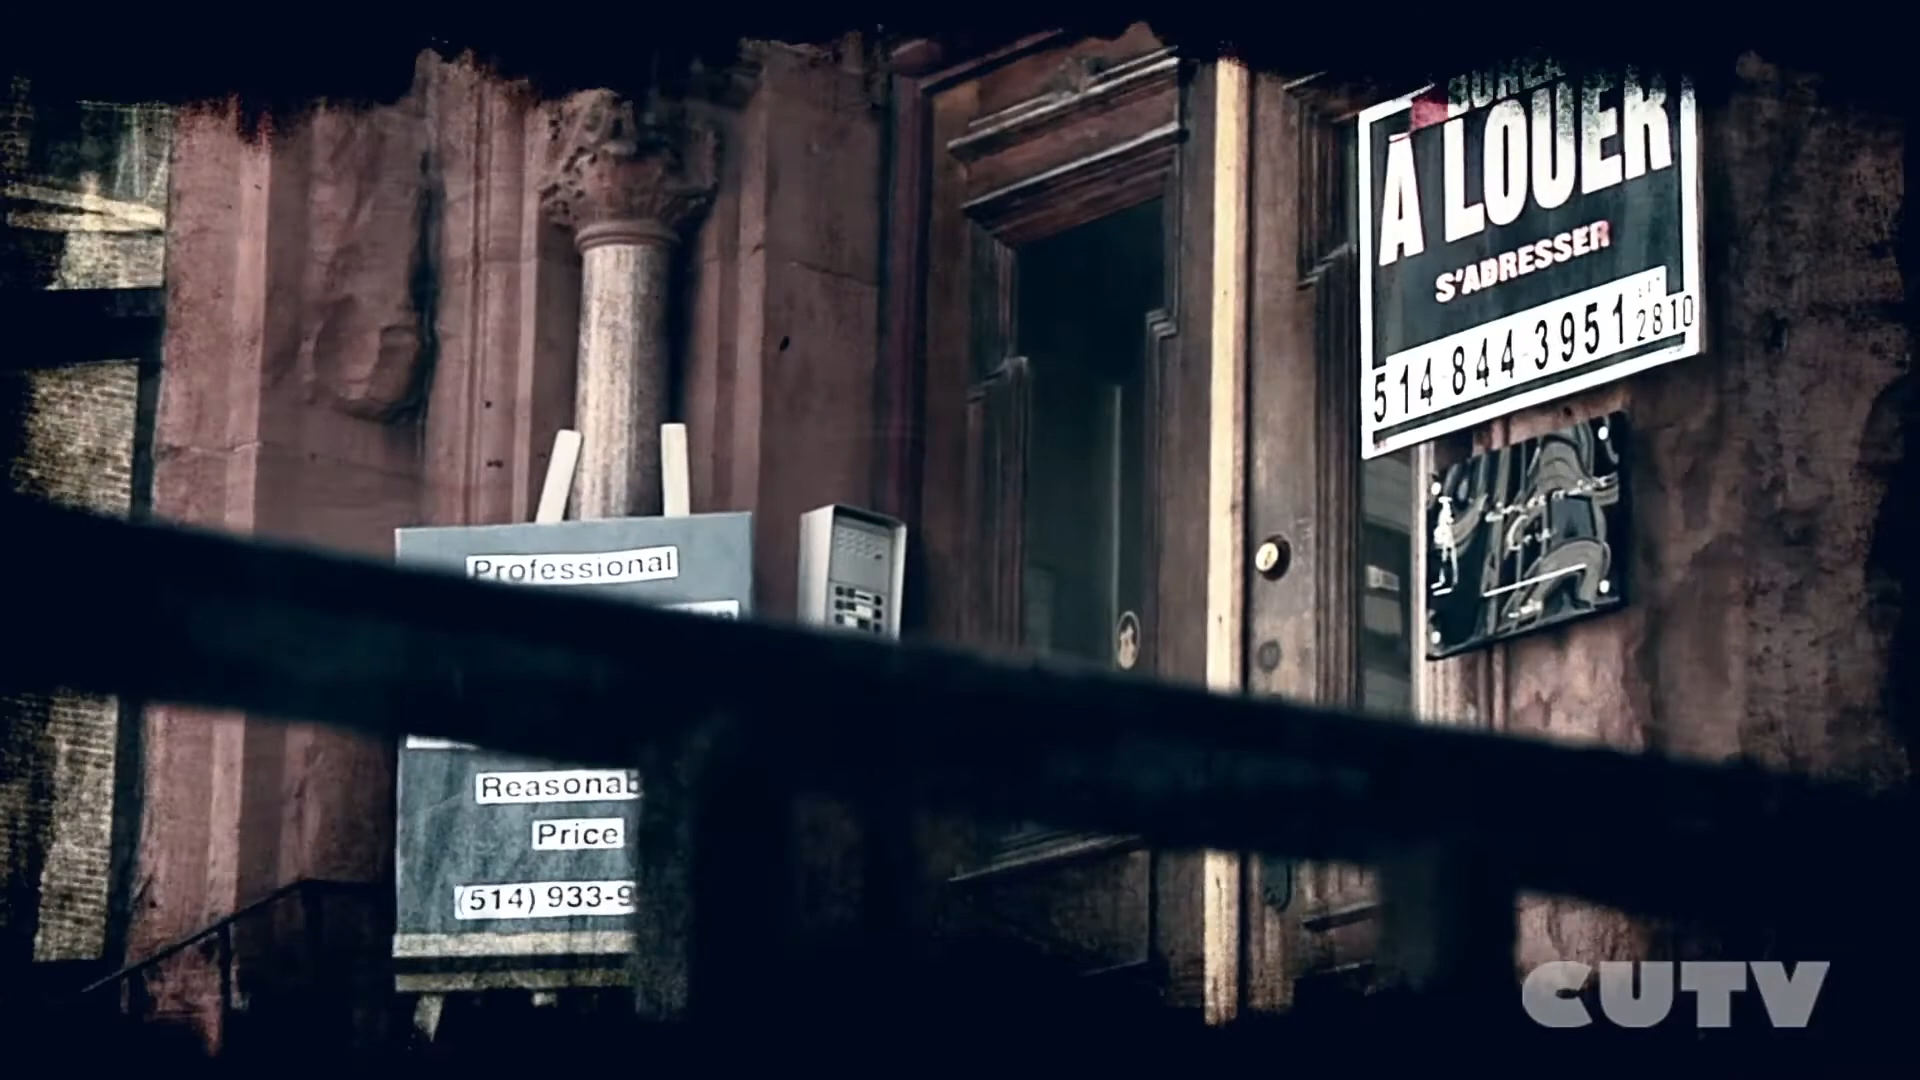 À LOUER
S'ADRESSER
514 844-3951 2810
Professional
Reasonab
Price
(514) 933-9
CUTV